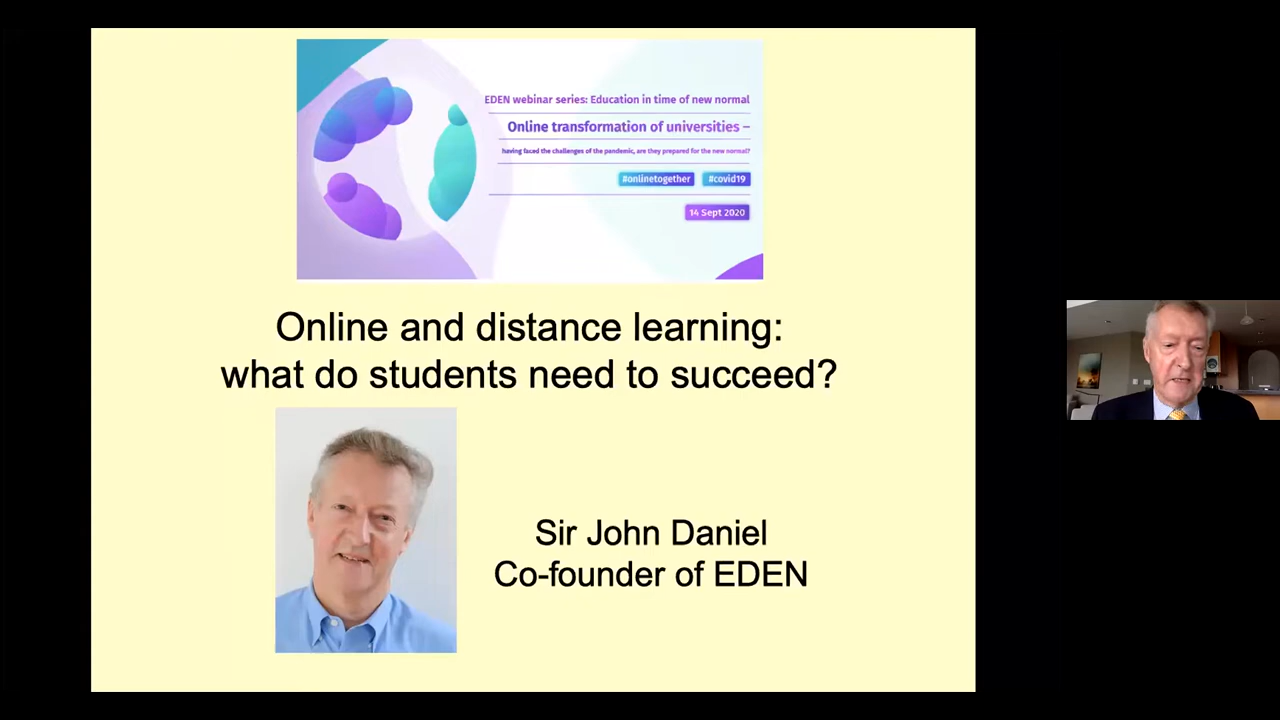 EDEN webinar series: Education in time of new normal
Online transformation of universities –
having faced the challenges of the pandemic, are they prepared for the new normal?
#onlinetogether #covid19
14 Sept 2020
Online and distance learning:
what do students need to succeed?
Sir John Daniel
Co-founder of EDEN